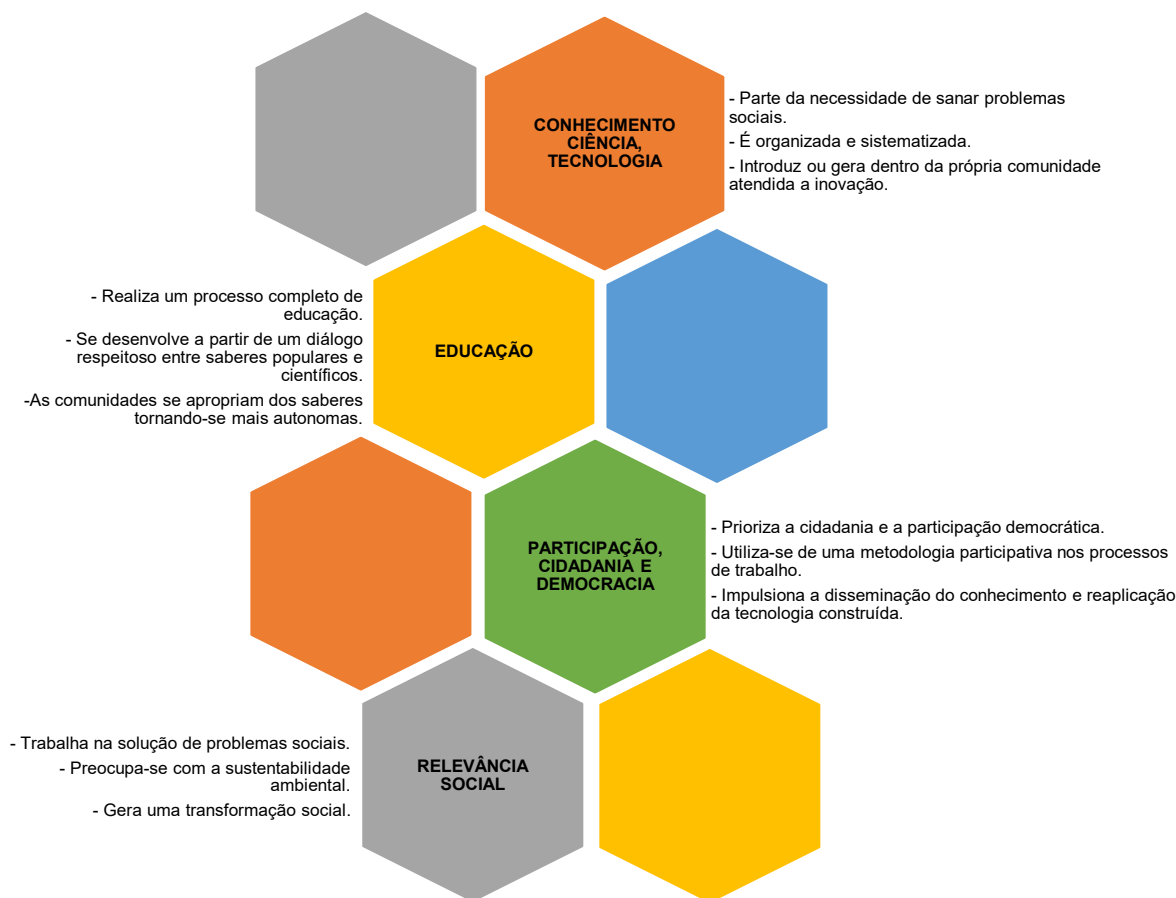 CONHECIMENTO
CIÊNCIA,
TECNOLOGIA
- Parte da necessidade de sanar problemas
sociais.
- É organizada e sistematizada.
- Introduz ou gera dentro da própria comunidade
atendida a inovação.
- Realiza um processo completo de
educação.
- Se desenvolve a partir de um diálogo
respeitoso entre saberes populares e
científicos.
-As comunidades se apropriam dos saberes
tornando-se mais autonomas.
EDUCAÇÃO
PARTICIPAÇÃO,
CIDADANIA E
DEMOCRACIA
- Prioriza a cidadania e a participação democrática.
- Utiliza-se de uma metodologia participativa nos processos
de trabalho.
- Impulsiona a disseminação do conhecimento e reaplicação
da tecnologia construída.
- Trabalha na solução de problemas sociais.
- Preocupa-se com a sustentabilidade
ambiental.
- Gera uma transformação social.
RELEVÂNCIA
SOCIAL